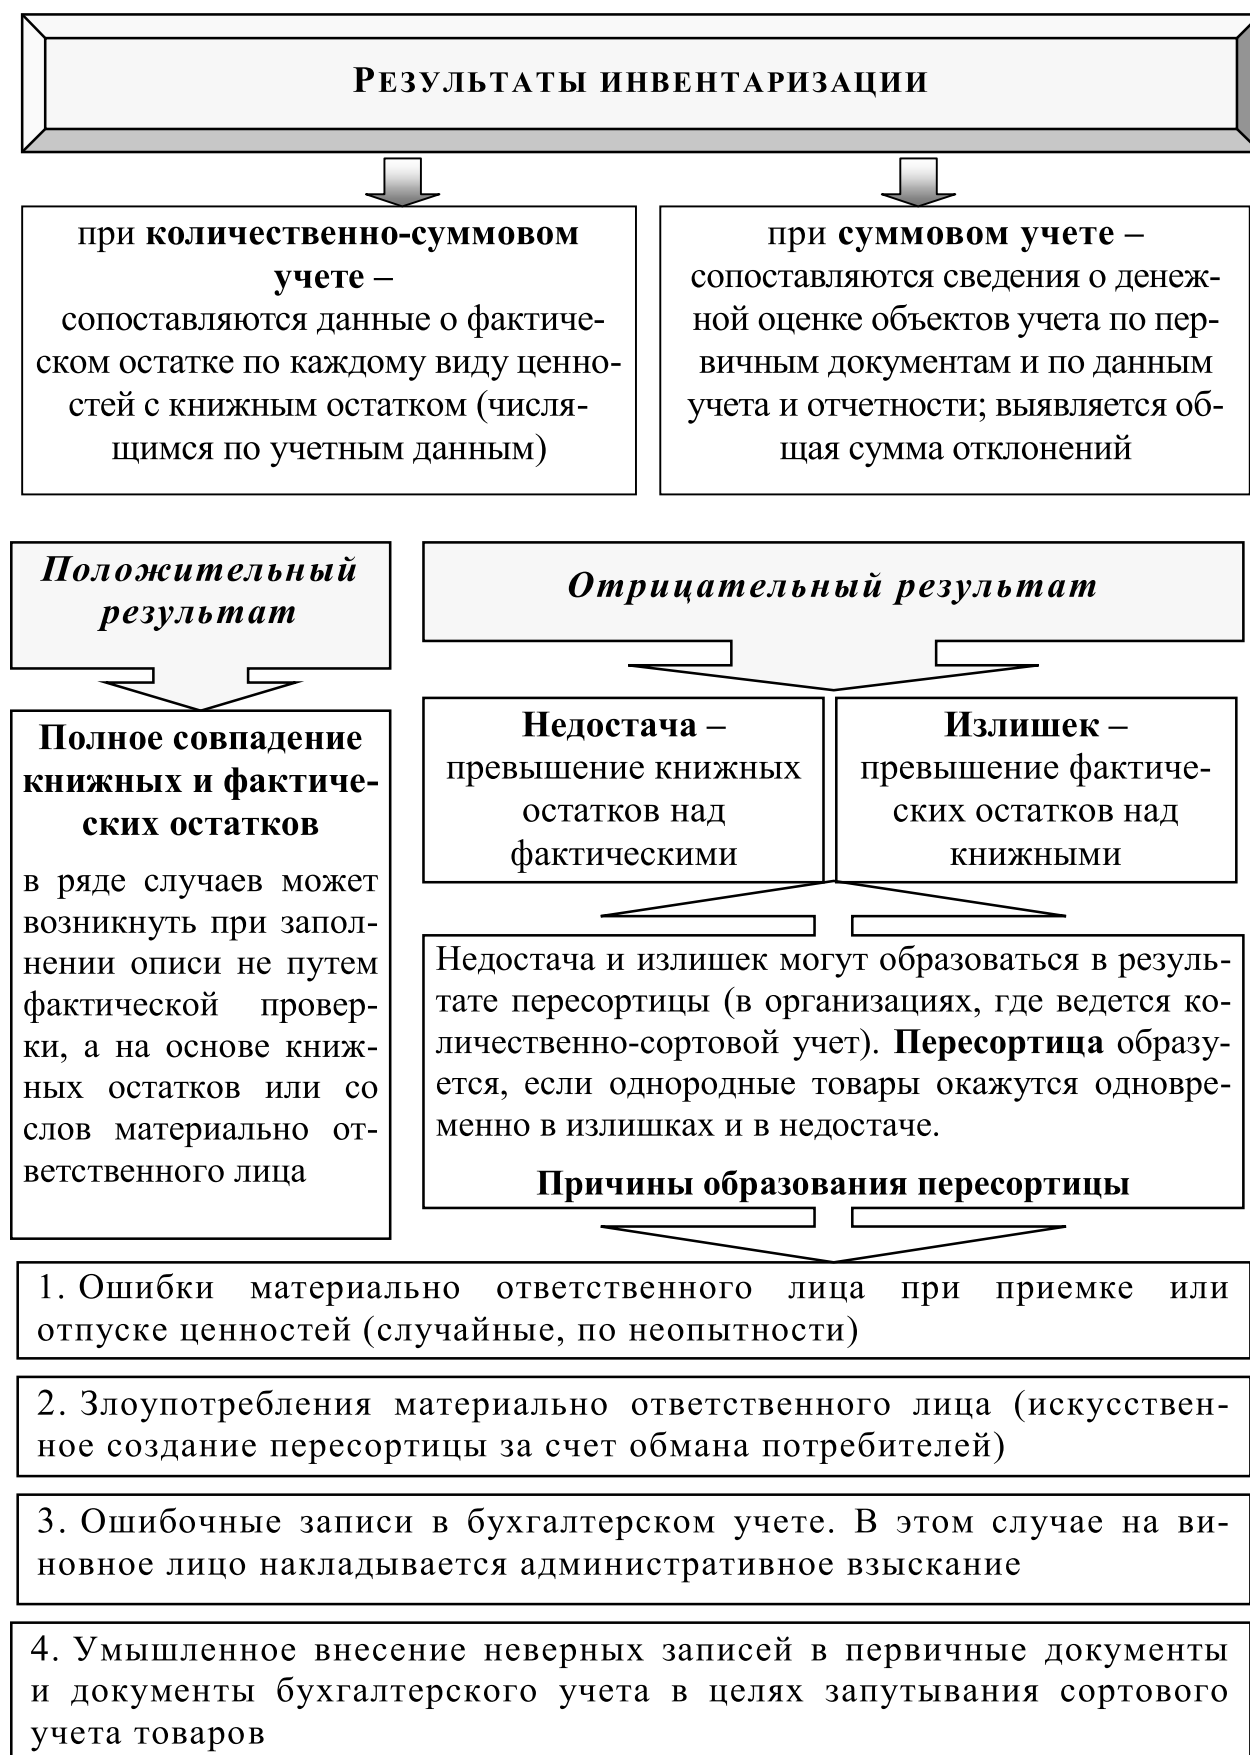 РЕЗУЛЬТАТЫ ИНВЕНТАРИЗАЦИИ
при количественно-суммовом
учете –
сопоставляются данные о фактиче-
ском остатке по каждому виду ценно-
стей с книжным остатком (числя-
щимся по учетным данным)
при суммовом учете –
сопоставляются сведения о денеж-
ной оценке объектов учета по пер-
вичным документам и по данным
учета и отчетности; выявляется об-
щая сумма отклонений
Положительный
результат
Полное совпадение
книжных и фактиче-
ских остатков
в ряде случаев может
возникнуть при запол-
нении описи не путем
фактической провер-
ки, а на основе книж-
ных остатков или со
слов материально от-
ветственного лица
Отрицательный результат
Недостача –
превышение книжных
остатков над
фактическими
Излишек –
превышение фактиче-
ских остатков над
книжными
Недостача и излишек могут образоваться в резуль-
тате пересортицы (в организациях, где ведется ко-
личественно-сортовой учет). Пересортица образу-
ется, если однородные товары окажутся одновре-
менно в излишках и в недостаче.
Причины образования пересортицы
1. Ошибки материально ответственного лица при приемке или
отпуске ценностей (случайные, по неопытности)
2. Злоупотребления материально ответственного лица (искусствен-
ное создание пересортицы за счет обмана потребителей)
3. Ошибочные записи в бухгалтерском учете. В этом случае на ви-
новное лицо накладывается административное взыскание
4. Умышленное внесение неверных записей в первичные документы
и документы бухгалтерского учета в целях запутывания сортового
учета товаров